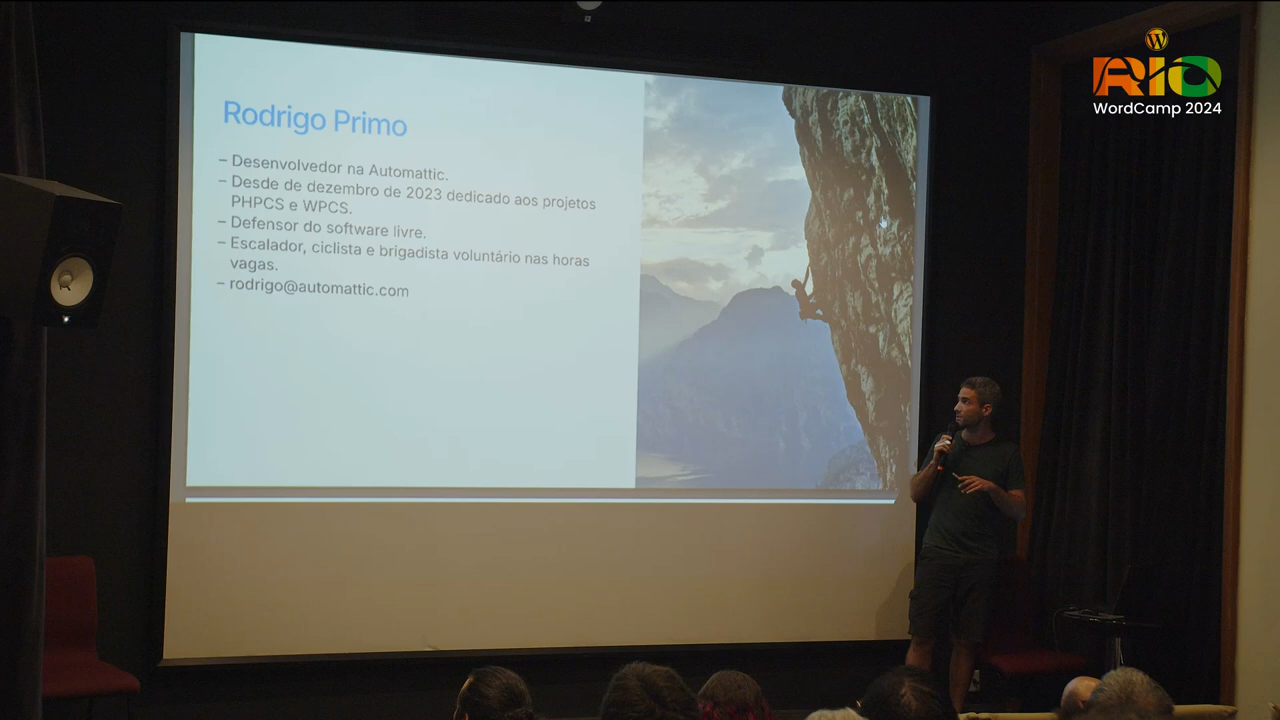 Rodrigo Primo
– Desenvolvedor na Automattic.
– Desde de dezembro de 2023 dedicado aos projetos
PHPCS e WPCS.
– Defensor do software livre.
– Escalador, ciclista e brigadista voluntário nas horas
vagas.
– rodrigo@automattic.com
RIO
WordCamp 2024